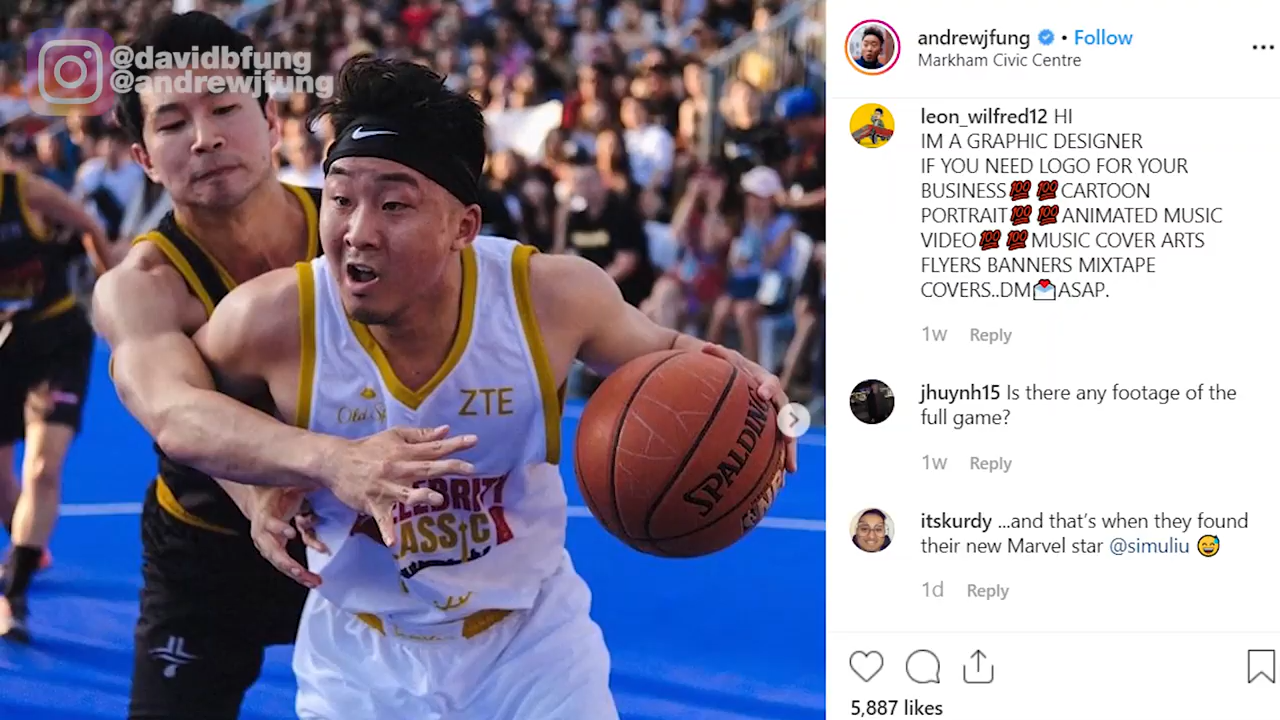 @davidbfung
@andrewjfung
Old S
ZTE
CELEBRITY
CLASSIC
SPALDING
andrewjfung • Follow
Markham Civic Centre
leon_wilfred12 HI
IM A GRAPHIC DESIGNER
IF YOU NEED LOGO FOR YOUR
BUSINESS💯💯CARTOON
PORTRAIT💯💯ANIMATED MUSIC
VIDEO💯💯MUSIC COVER ARTS
FLYERS BANNERS MIXTAPE
COVERS..DM💌ASAP.
1w Reply
jhuynh15 Is there any footage of the
full game?
1w Reply
itskurdy ...and that's when they found
their new Marvel star @simuliu 😅
1d Reply
5,887 likes